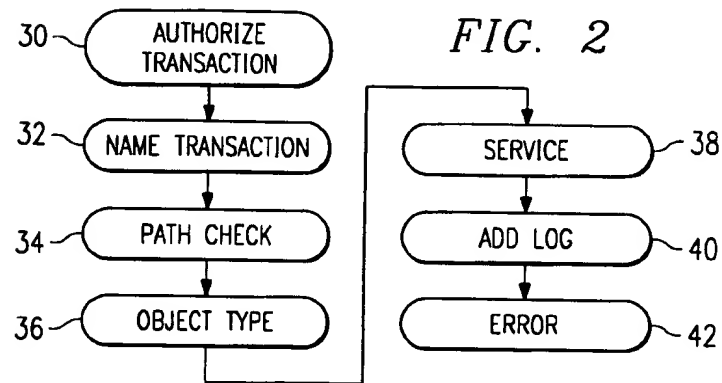 FIG. 2
30
AUTHORIZE
TRANSACTION
32
NAME TRANSACTION
34
PATH CHECK
36
OBJECT TYPE
SERVICE
38
ADD LOG
40
ERROR
42